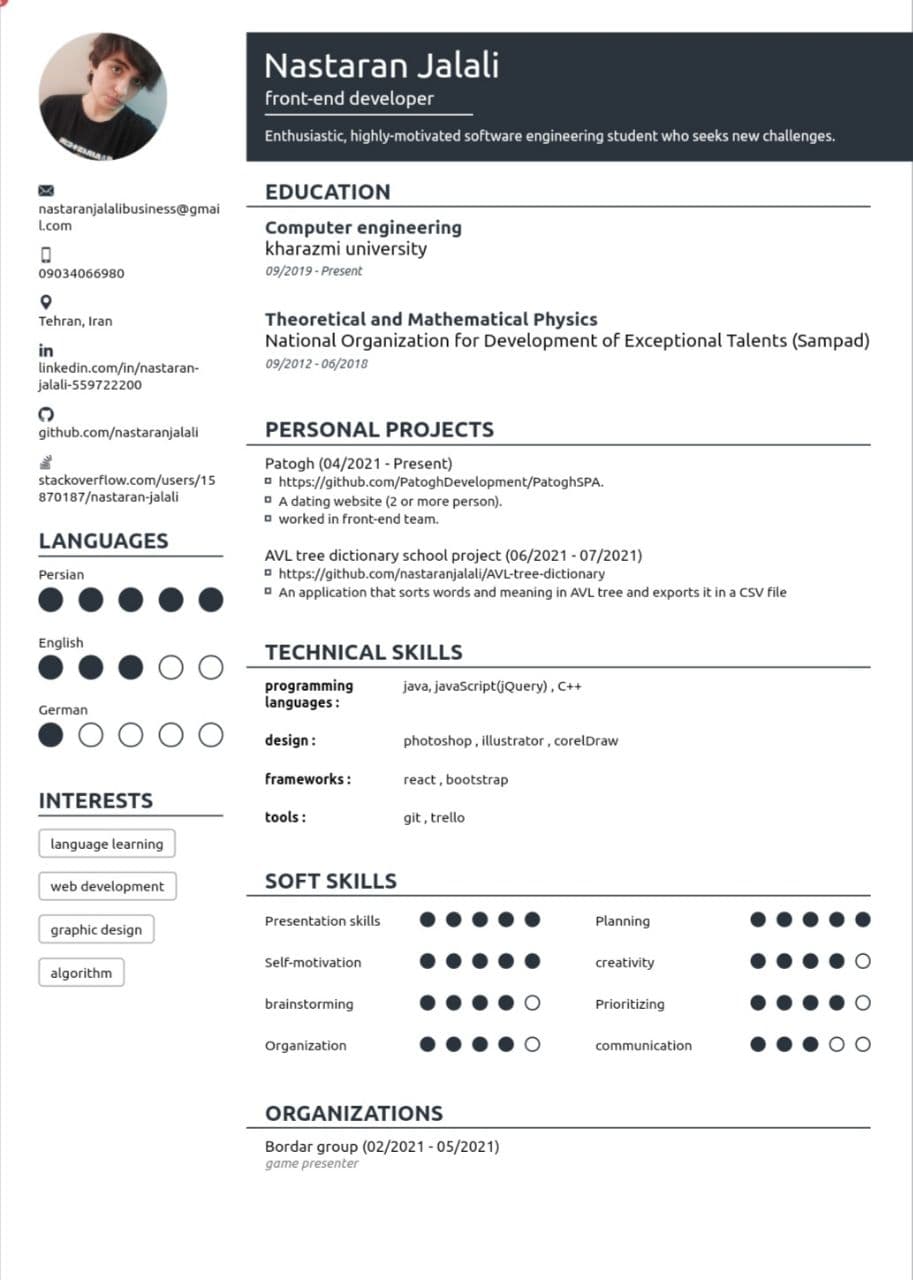 Nastaran Jalali
front-end developer
Enthusiastic, highly-motivated software engineering student who seeks new challenges.
nastaranjalalibusiness@gmai
l.com
09034066980
Tehran, Iran
linkedin.com/in/nastaran-
jalali-559722200
github.com/nastaranjalali
stackoverflow.com/users/15
870187/nastaran-jalali
LANGUAGES
Persian
English
German
INTERESTS
language learning
web development
graphic design
algorithm
EDUCATION
Computer engineering
kharazmi university
09/2019 - Present
Theoretical and Mathematical Physics
National Organization for Development of Exceptional Talents (Sampad)
09/2012 - 06/2018
PERSONAL PROJECTS
Patogh (04/2021 - Present)
https://github.com/PatoghDevelopment/PatoghSPA.
A dating website (2 or more person).
worked in front-end team.
AVL tree dictionary school project (06/2021 - 07/2021)
https://github.com/nastaranjalali/AVL-tree-dictionary
An application that sorts words and meaning in AVL tree and exports it in a CSV file
TECHNICAL SKILLS
programming java, javaScript(jQuery) , C++
languages :
design : photoshop , illustrator , corelDraw
frameworks : react , bootstrap
tools : git , trello
SOFT SKILLS
Presentation skills Planning
Self-motivation creativity
brainstorming Prioritizing
Organization communication
ORGANIZATIONS
Bordar group (02/2021 - 05/2021)
game presenter